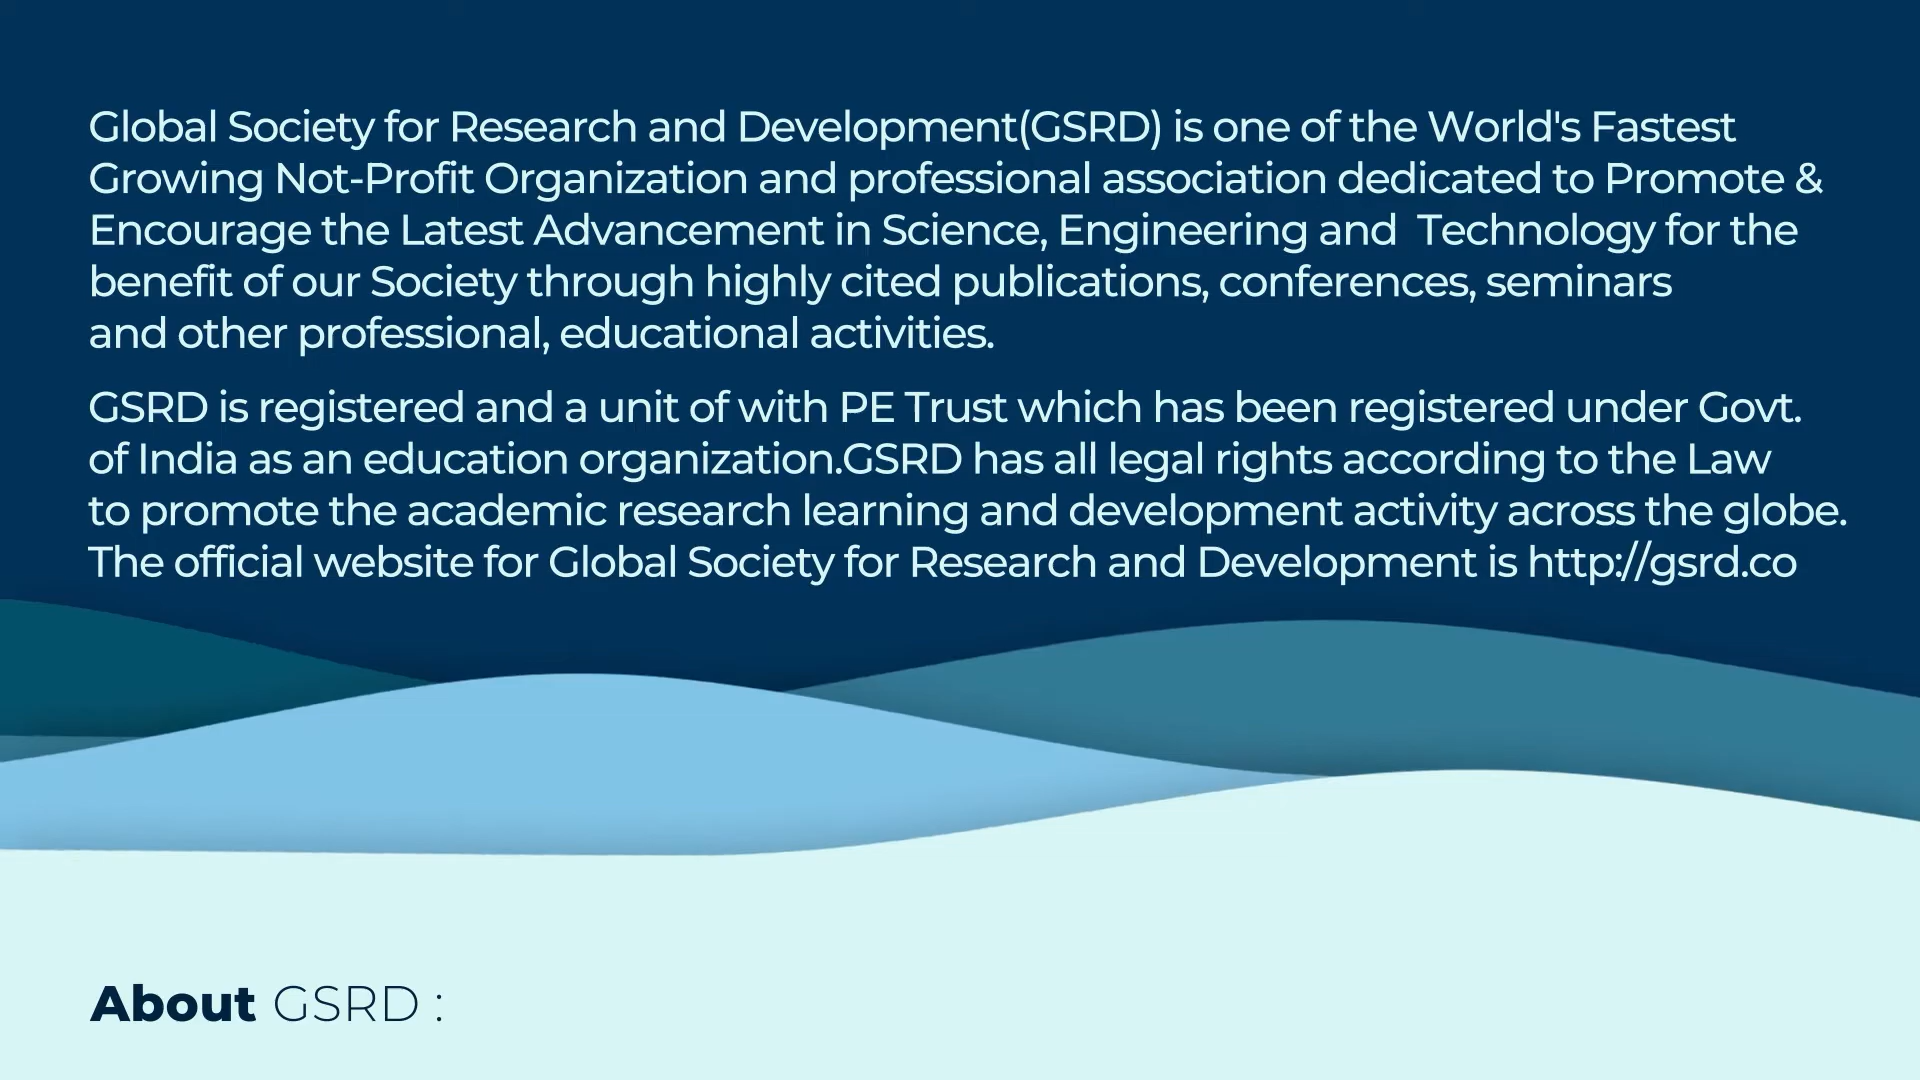 Global Society for Research and Development(GSRD) is one of the World's Fastest
Growing Not-Profit Organization and professional association dedicated to Promote &
Encourage the Latest Advancement in Science, Engineering and  Technology for the
benefit of our Society through highly cited publications, conferences, seminars
and other professional, educational activities.
GSRD is registered and a unit of with PE Trust which has been registered under Govt.
of India as an education organization.GSRD has all legal rights according to the Law
to promote the academic research learning and development activity across the globe.
The official website for Global Society for Research and Development is http://gsrd.co
About GSRD :